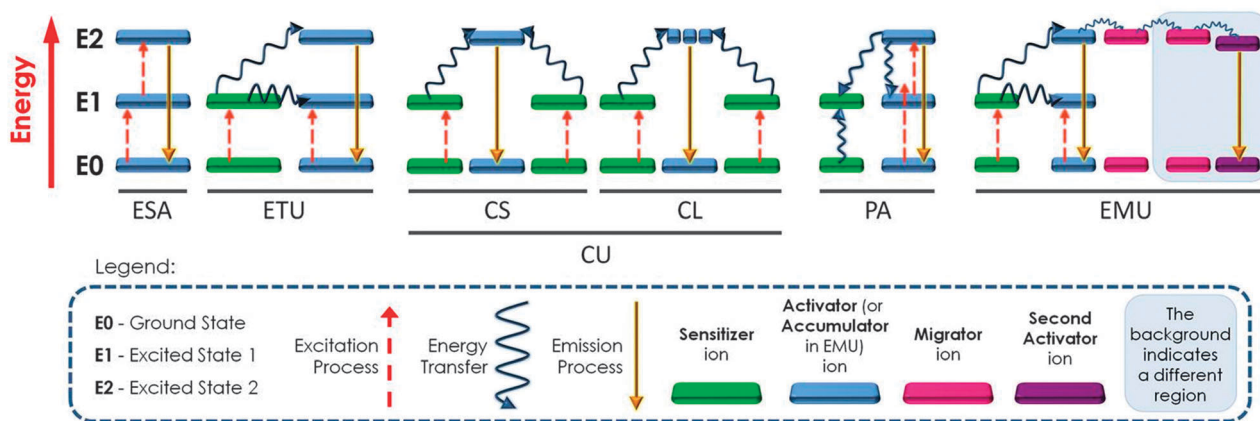 Energy
E2
E1
E0
ESA
ETU
CS
CL
PA
EMU
CU
Legend:
E0 - Ground State
E1 - Excited State 1
E2 - Excited State 2
Excitation
Process
Energy
Transfer
Emission
Process
Sensitizer
ion
Activator (or
Accumulator
in EMU)
ion
Migrator
ion
Second
Activator
ion
The
background
indicates
a different
region